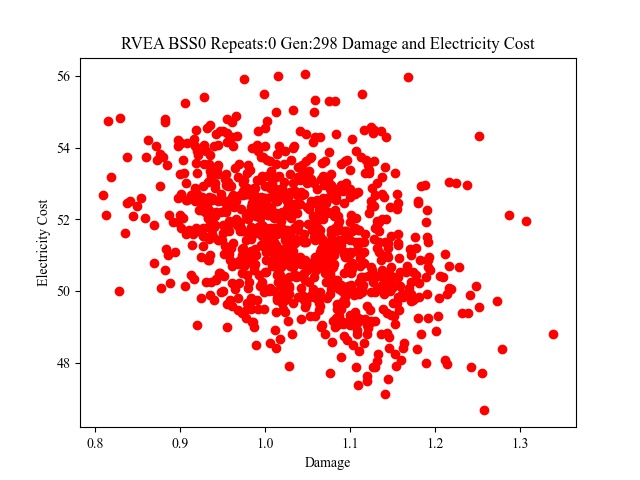 RVEA BSS0 Repeats:0 Gen:298 Damage and Electricity Cost
56
54
52
50
48
Electricity Cost
0.8 0.9 1.0 1.1 1.2 1.3
Damage